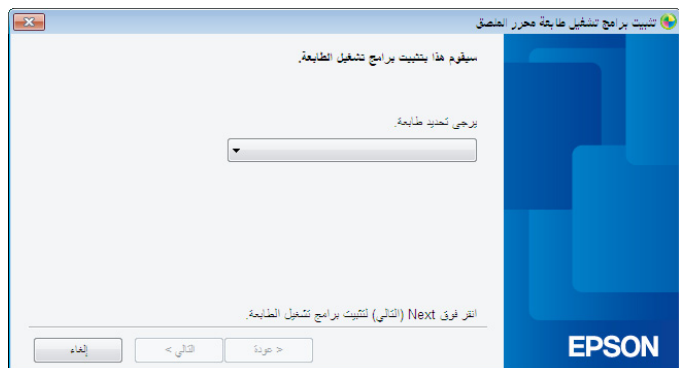 تثبيت برامج تشغيل طابعة محرر الملصق
سيقوم هذا بتثبيت برامج تشغيل الطابعة.
يرجى تحديد طابعة.
انقر فوق Next (التالي) لتثبيت برامج تشغيل الطابعة.
< عودة
التالي >
إلغاء
EPSON